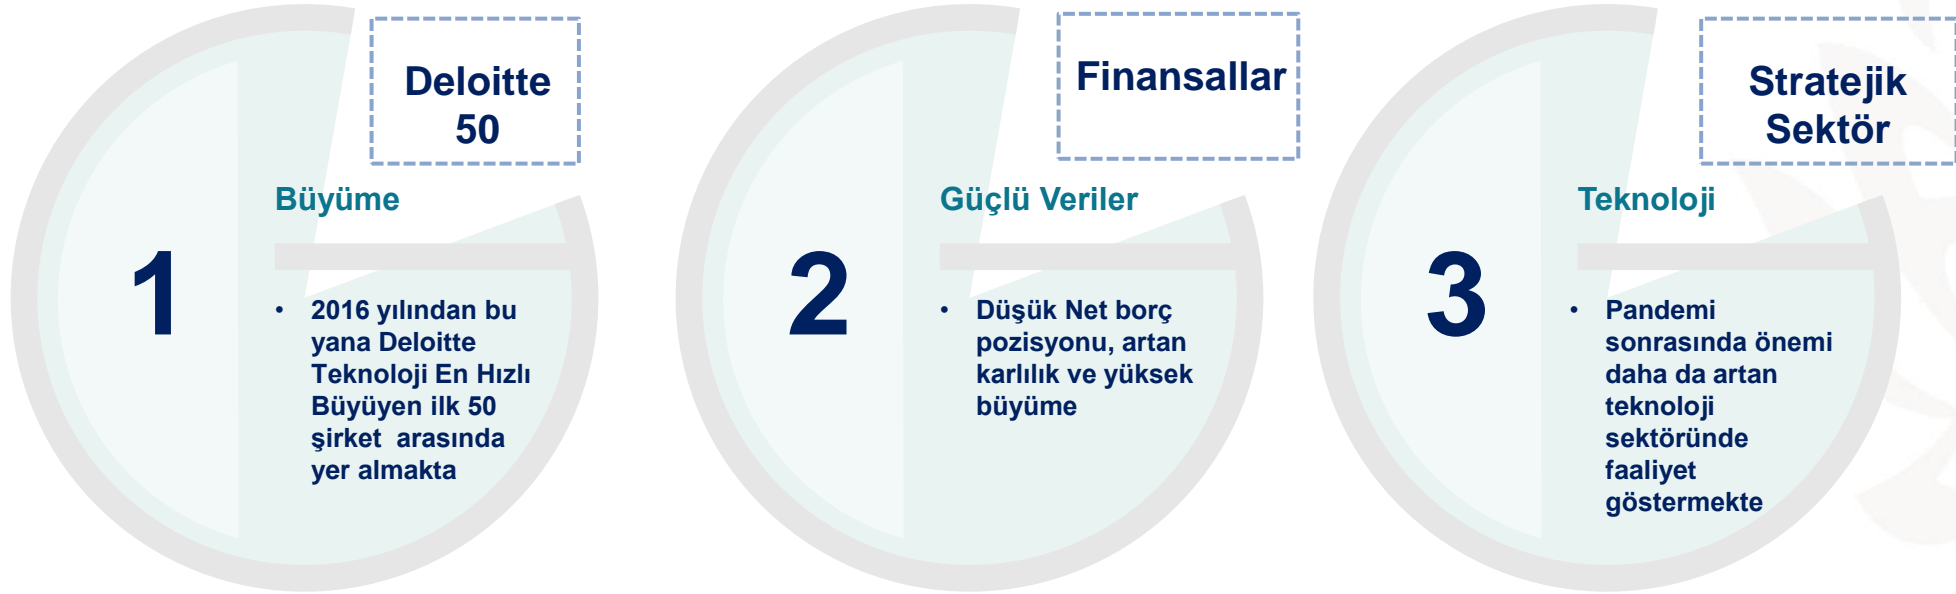 Deloitte
50
Büyüme
1
• 2016 yılından bu
yana Deloitte
Teknoloji En Hızlı
Büyüyen ilk 50
şirket arasında
yer almakta
Finansallar
Güçlü Veriler
2
• Düşük Net borç
pozisyonu, artan
karlılık ve yüksek
büyüme
Stratejik
Sektör
Teknoloji
3
• Pandemi
sonrasında önemi
daha da artan
teknoloji
sektöründe
faaliyet
göstermekte